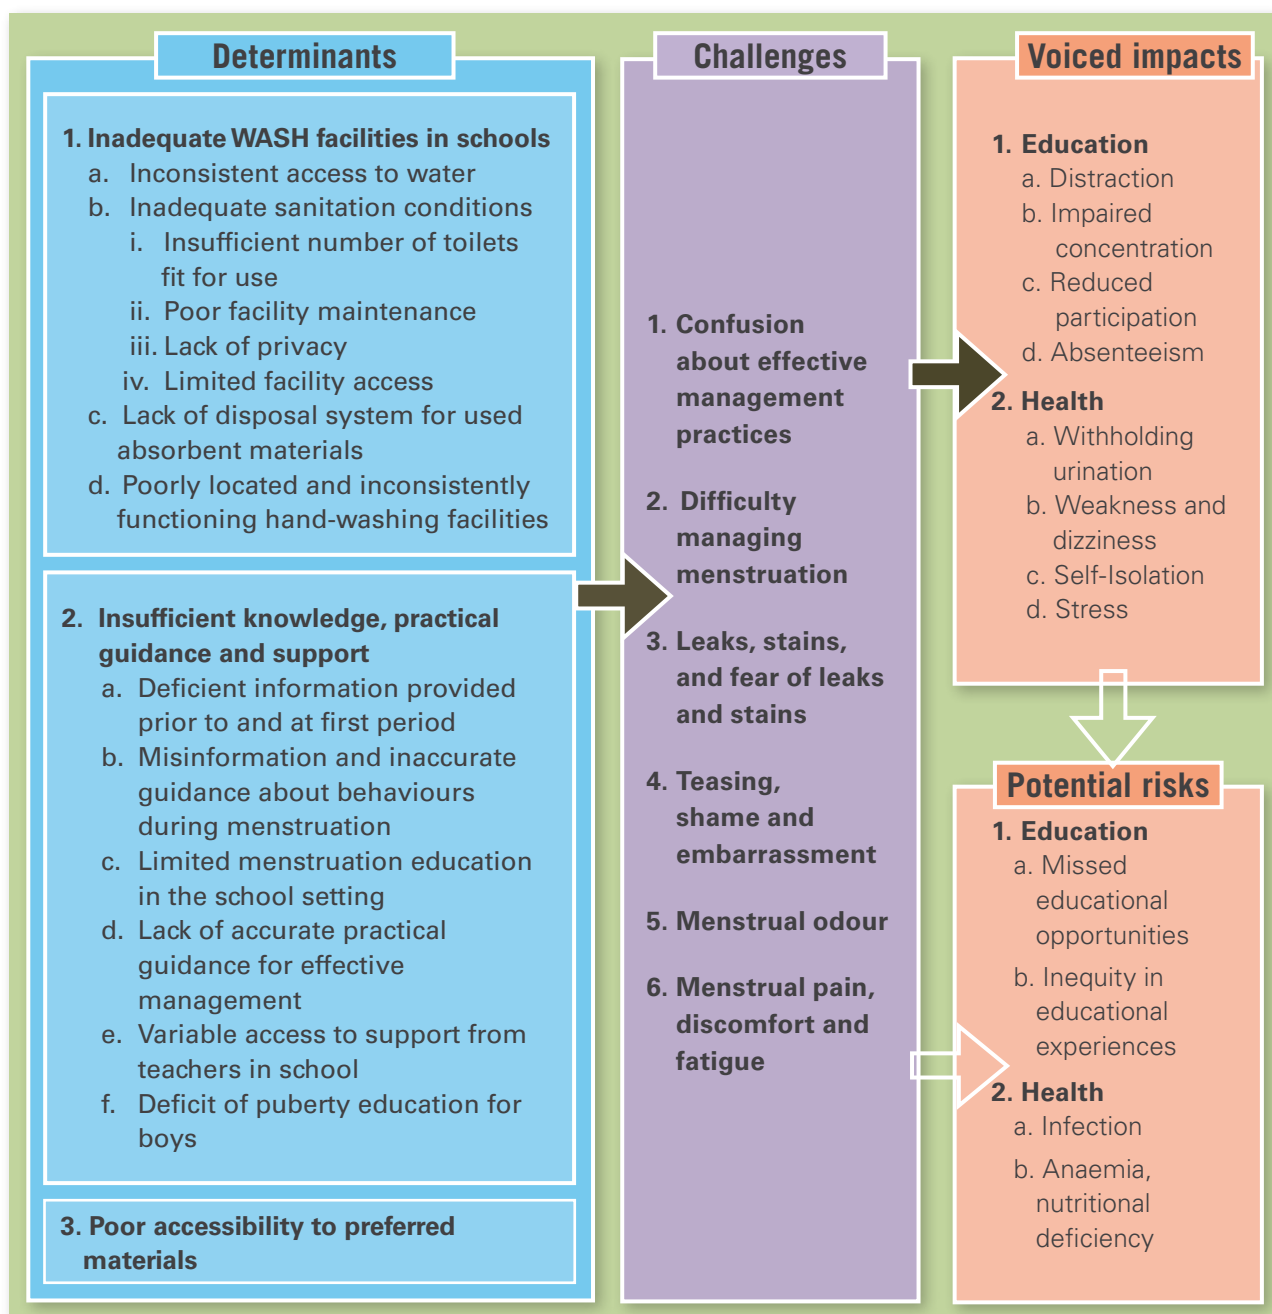 Determinants
1. Inadequate WASH facilities in schools
a. Inconsistent access to water
b. Inadequate sanitation conditions
i. Insufficient number of toilets
fit for use
ii. Poor facility maintenance
iii. Lack of privacy
iv. Limited facility access
c. Lack of disposal system for used
absorbent materials
d. Poorly located and inconsistently
functioning hand-washing facilities
2. Insufficient knowledge, practical
guidance and support
a. Deficient information provided
prior to and at first period
b. Misinformation and inaccurate
guidance about behaviours
during menstruation
c. Limited menstruation education
in the school setting
d. Lack of accurate practical
guidance for effective
management
e. Variable access to support from
teachers in school
f. Deficit of puberty education for
boys
3. Poor accessibility to preferred
materials
Challenges
1. Confusion
about effective
management
practices
2. Difficulty
managing
menstruation
3. Leaks, stains,
and fear of leaks
and stains
4. Teasing,
shame and
embarrassment
5. Menstrual odour
6. Menstrual pain,
discomfort and
fatigue
Voiced impacts
1. Education
a. Distraction
b. Impaired
concentration
c. Reduced
participation
d. Absenteeism
2. Health
a. Withholding
urination
b. Weakness and
dizziness
c. Self-Isolation
d. Stress
Potential risks
1. Education
a. Missed
educational
opportunities
b. Inequity in
educational
experiences
2. Health
a. Infection
b. Anaemia,
nutritional
deficiency